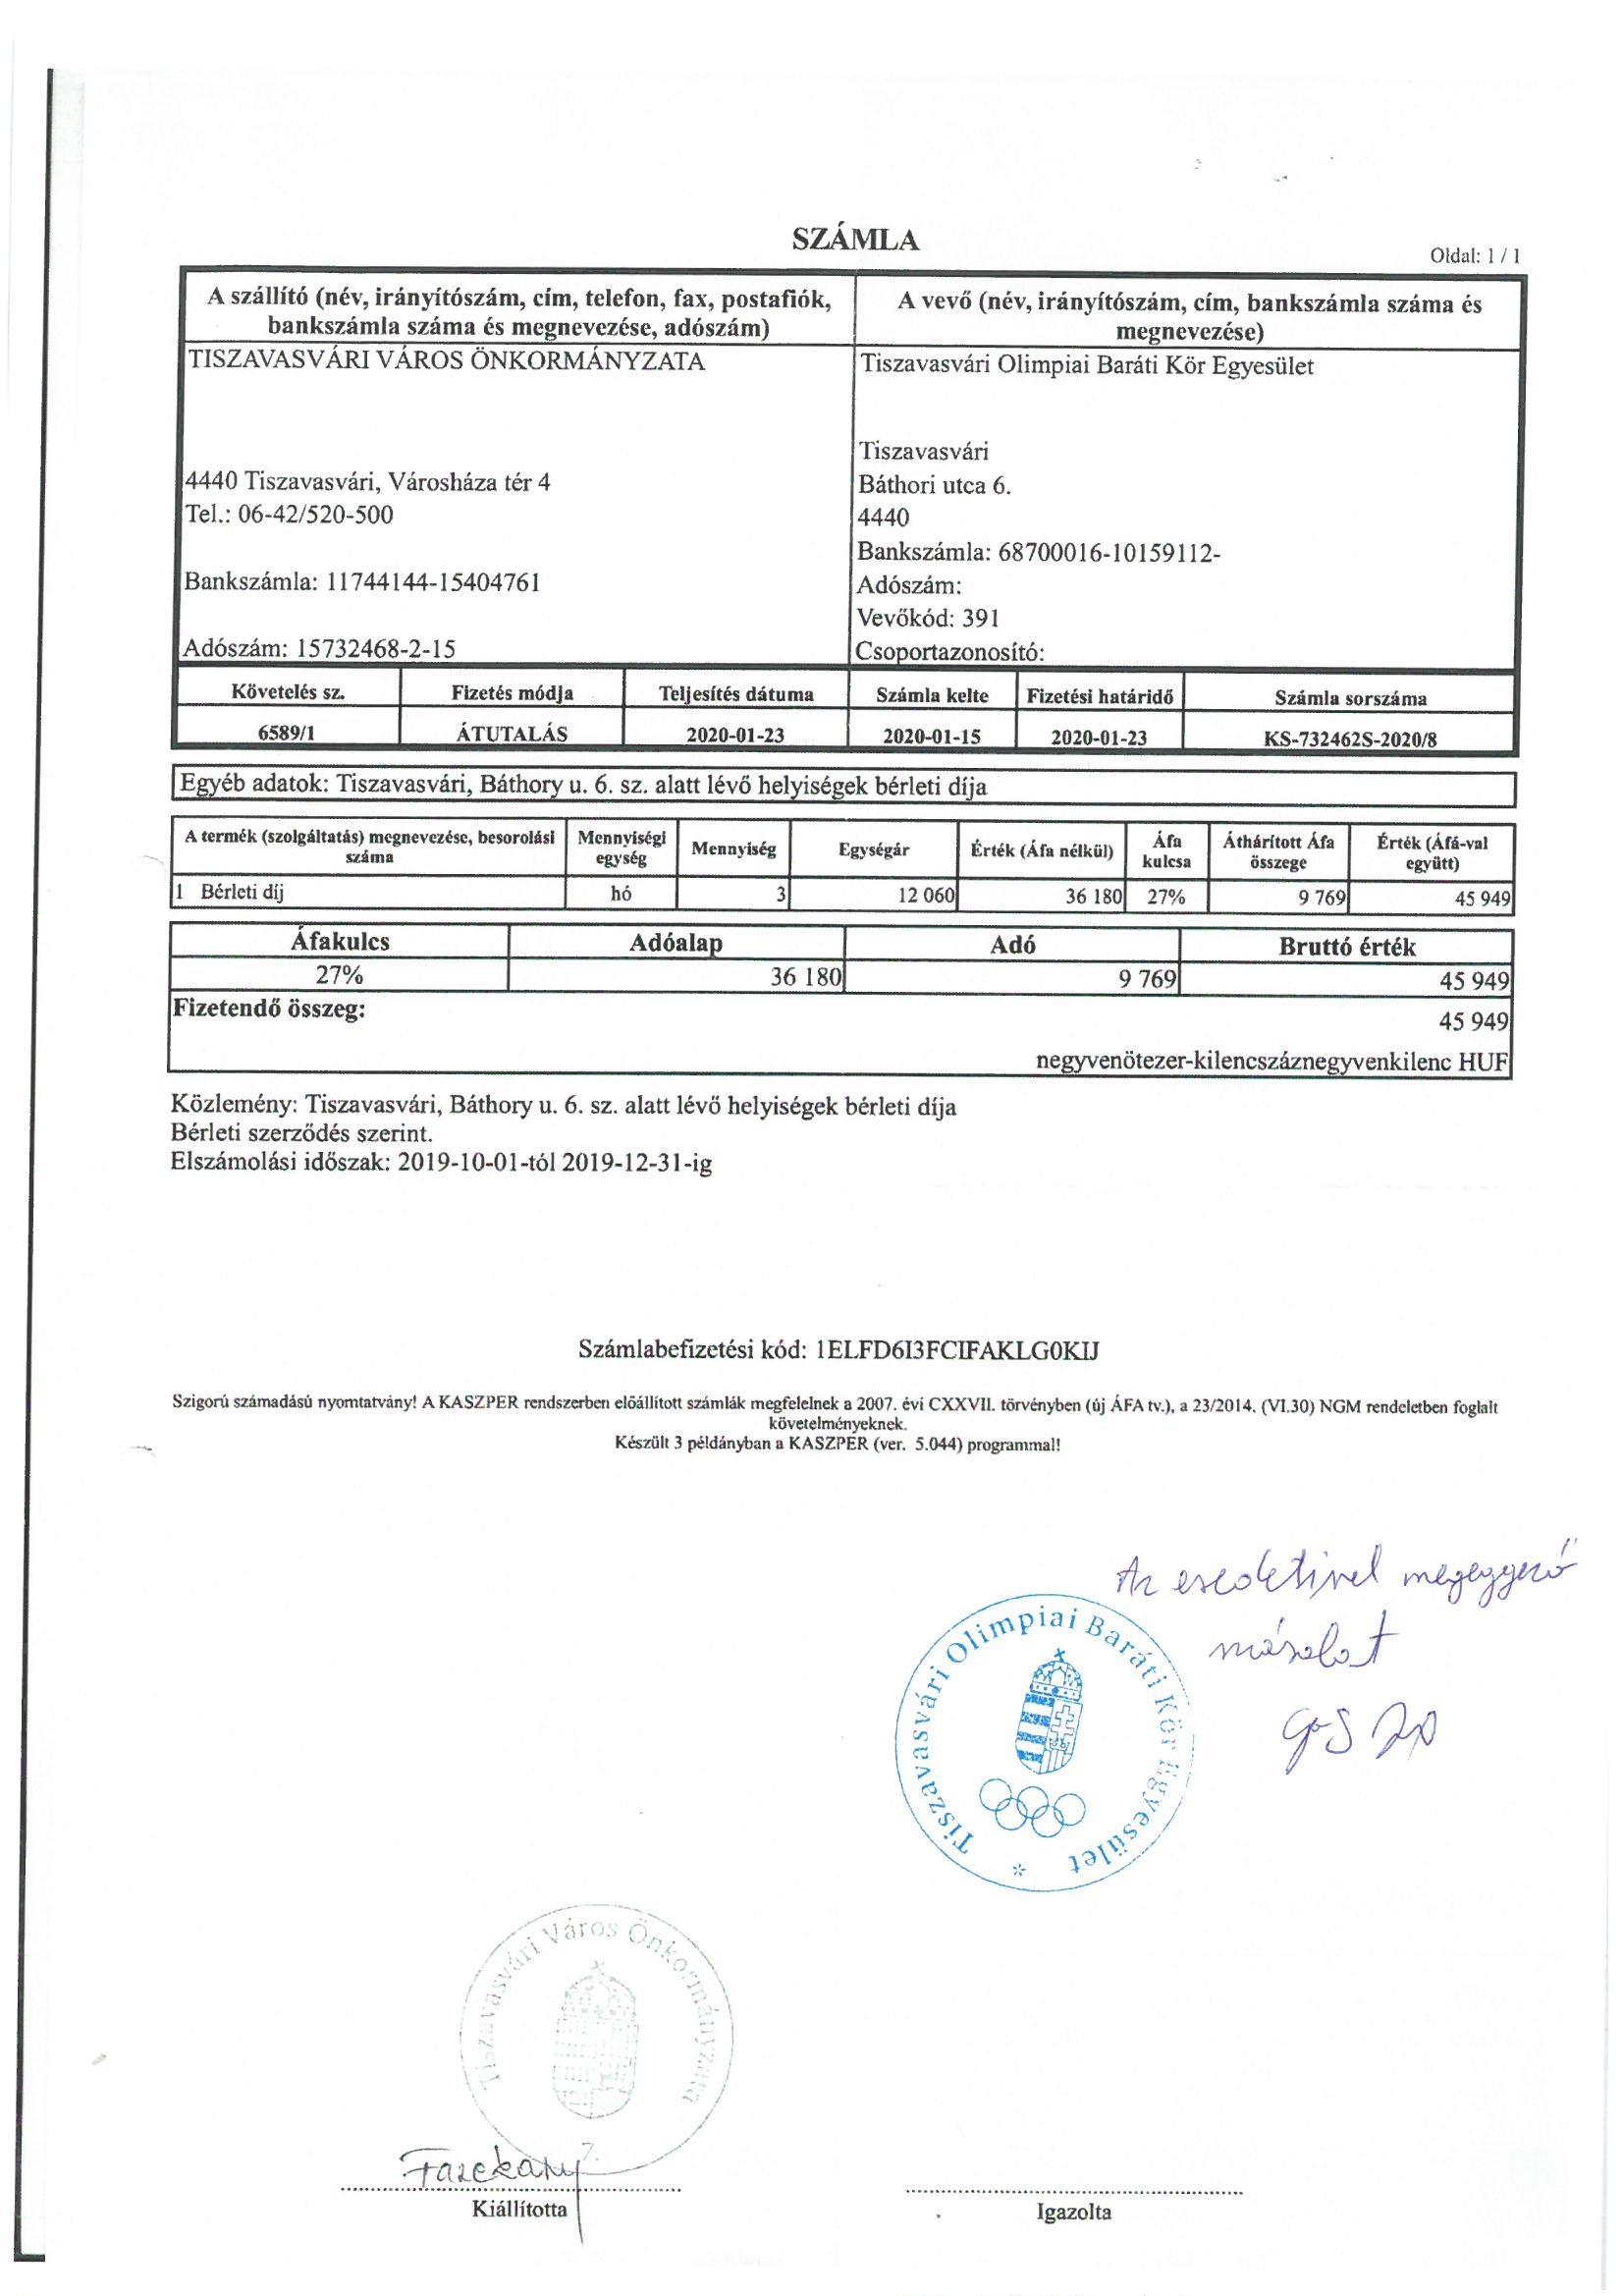 SZÁMLA
Oldal: 1 / 1
A szállító (név, irányítószám, cím, telefon, fax, postafiók,
bankszámla száma és megnevezése, adószám)
A vevő (név, irányítószám, cím, bankszámla száma és
megnevezése)
TISZAVASVÁRI VÁROS ÖNKORMÁNYZATA
4440 Tiszavasvári, Városháza tér 4
Tel.: 06-42/520-500
Bankszámla: 11744144-15404761
Adószám: 15732468-2-15
Tiszavasvári Olimpiai Baráti Kör Egyesület
Tiszavasvári
Báthori utca 6.
4440
Bankszámla: 68700016-10159112-
Adószám:
Vevőkód: 391
Csoportazonosító:
Követelés sz. Fizetés módja Teljesítés dátuma Számla kelte Fizetési határidő Számla sorszáma
6589/1 ÁTUTALÁS 2020-01-23 2020-01-15 2020-01-23 KS-732462S-2020/8
Egyéb adatok: Tiszavasvári, Báthory u. 6. sz. alatt lévő helyiségek bérleti díja
A termék (szolgáltatás) megnevezése, besorolási
száma
Mennyiségi
egység
Mennyiség
Egységár
Érték (Áfa nélkül)
Áfa
kulcsa
Áthárított Áfa
összege
Érték (Áfá-val
együtt)
1 Bérleti díj hó 3 12 060 36 180 27% 9 769 45 949
Áfakulcs Adóalap Adó Bruttó érték
27% 36 180 9 769 45 949
Fizetendő összeg: 45 949
negyvenötezer-kilencszáznegyvenkilenc HUF
Közlemény: Tiszavasvári, Báthory u. 6. sz. alatt lévő helyiségek bérleti díja
Bérleti szerződés szerint.
Elszámolási időszak: 2019-10-01-tól 2019-12-31-ig
Számlabefizetési kód: 1ELFD6I3FCIFAKLG0KIJ
Szigorú számadású nyomtatvány! A KASZPER rendszerben előállított számlák megfelelnek a 2007. évi CXXVII. törvényben (új ÁFA tv.), a 23/2014. (VI.30) NGM rendeletben foglalt
követelményeknek.
Készült 3 példányban a KASZPER (ver. 5.044) programmal!
Az eredetivel megegyező
másolat
Tiszavasvári Olimpiai Baráti Kör Egyesület *
Tiszavasvári Város Önkormányzata
7.
Kiállította
Igazolta